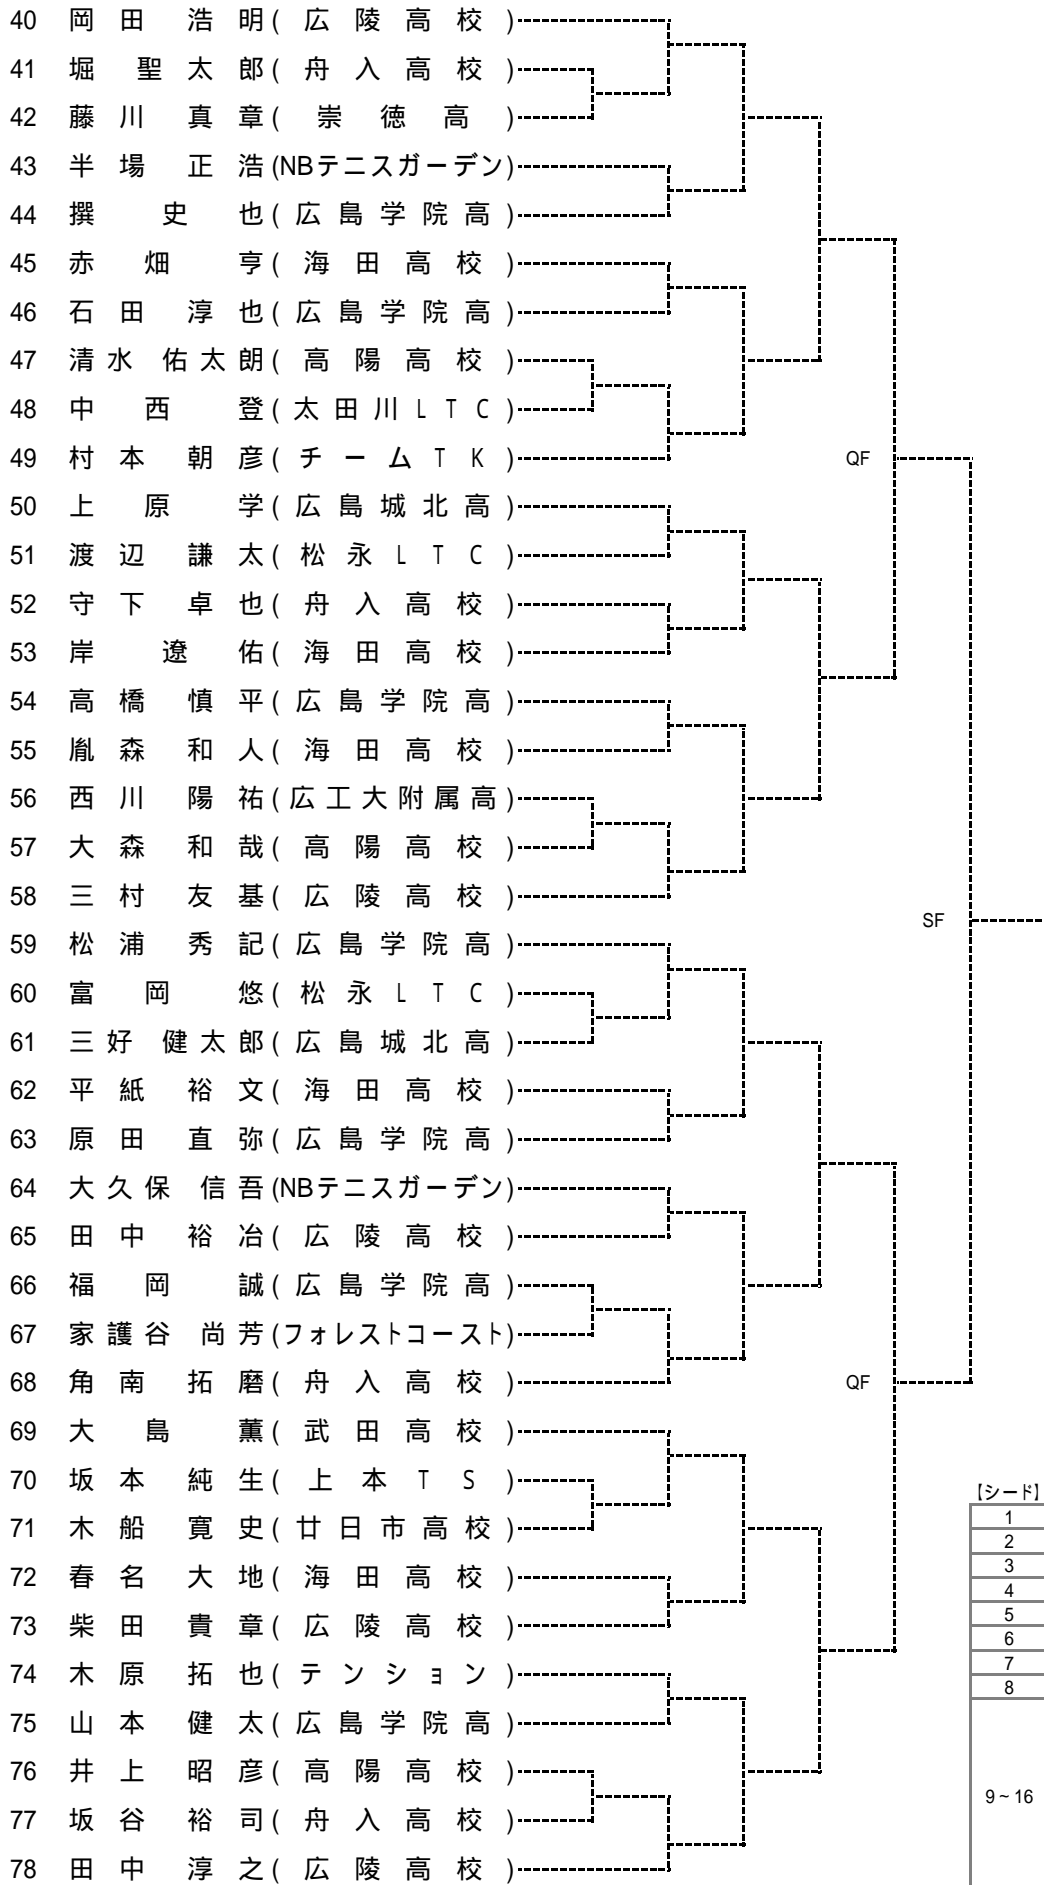 40 岡田 浩明 (広陵高校)
41 堀 聖太郎 (舟入高校)
42 藤川 真章 (崇徳高)
43 半場 正浩 (NBテニスガーデン)
44 撰 史也 (広島学院高)
45 赤畑 亨 (海田高校)
46 石田 淳也 (広島学院高)
47 清水 佑太朗 (高陽高校)
48 中西 登 (太田川LTC)
49 村本 朝彦 (チームTK)
QF
50 上原 学 (広島城北高)
51 渡辺 謙太 (松永LTC)
52 守下 卓也 (舟入高校)
53 岸 遼佑 (海田高校)
54 高橋 慎平 (広島学院高)
55 胤森 和人 (海田高校)
56 西川 陽祐 (広工大附属高)
57 大森 和哉 (高陽高校)
58 三村 友基 (広陵高校)
SF
59 松浦 秀記 (広島学院高)
60 富岡 悠 (松永LTC)
61 三好 健太郎 (広島城北高)
62 平紙 裕文 (海田高校)
63 原田 直弥 (広島学院高)
64 大久保 信吾 (NBテニスガーデン)
65 田中 裕冶 (広陵高校)
66 福岡 誠 (広島学院高)
67 家護谷 尚芳 (フォレストコースト)
68 角南 拓磨 (舟入高校)
QF
69 大島 薫 (武田高校)
70 坂本 純生 (上本TS)
71 木船 寛史 (廿日市高校)
72 春名 大地 (海田高校)
73 柴田 貴章 (広陵高校)
74 木原 拓也 (テンション)
75 山本 健太 (広島学院高)
76 井上 昭彦 (高陽高校)
77 坂谷 裕司 (舟入高校)
78 田中 淳之 (広陵高校)
【シード】
1
2
3
4
5
6
7
8
9~16